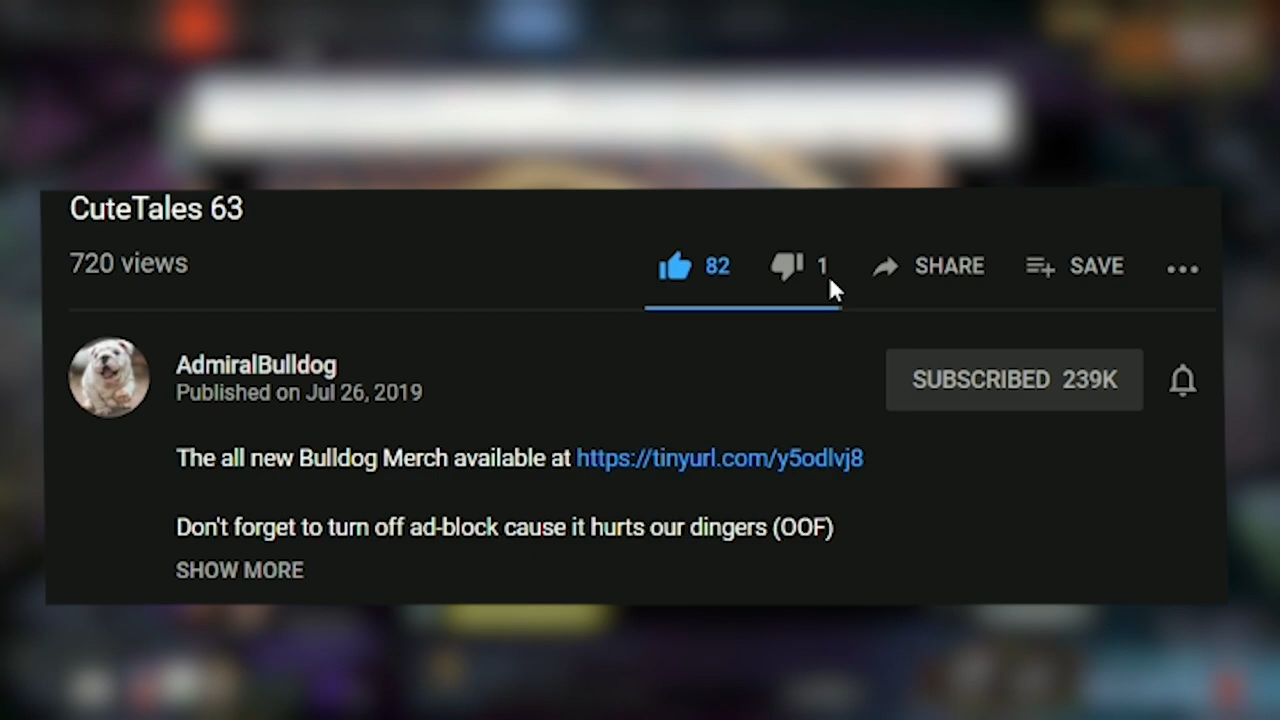 CuteTales 63
720 views
82 1 SHARE SAVE
AdmiralBulldog
Published on Jul 26, 2019
SUBSCRIBED 239K
The all new Bulldog Merch available at https://tinyurl.com/y5odlvj8
Don't forget to turn off ad-block cause it hurts our dingers (OOF)
SHOW MORE